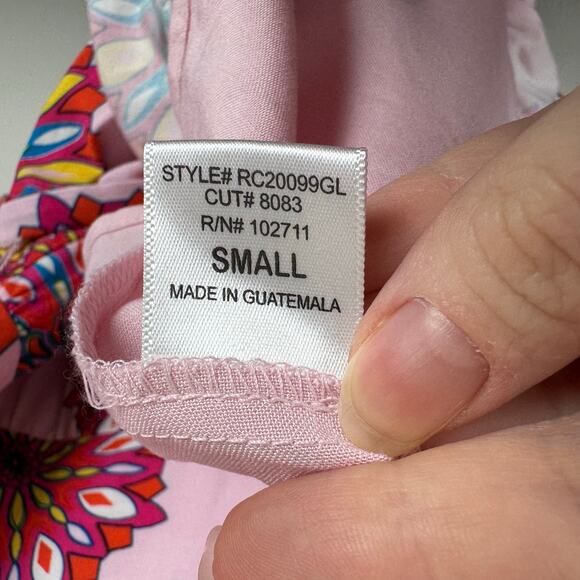 STYLE# RC20099GL
CUT# 8083
R/N# 102711
SMALL
MADE IN GUATEMALA